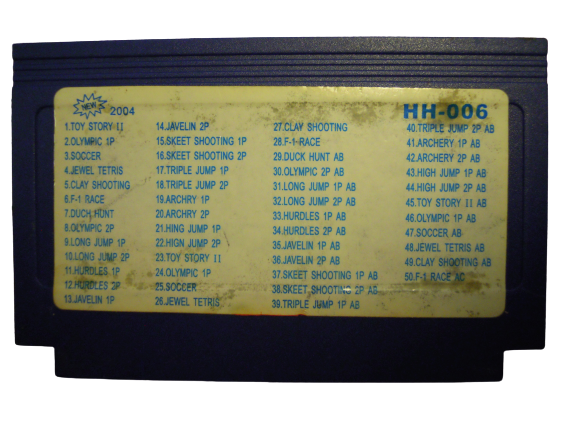 NEW 2004
HH-006
1.TOY STORY II
2.OLYMPIC 1P
3.SOCCER
4.JEWEL TETRIS
5.CLAY SHOOTING
6.F-1 RACE
7.DUCK HUNT
8.OLYMPIC 2P
9.LONG JUMP 1P
10.LONG JUMP 2P
11.HURDLES 1P
12.HURDLES 2P
13.JAVELIN 1P
14.JAVELIN 2P
15.SKEET SHOOTING 1P
16.SKEET SHOOTING 2P
17.TRIPLE JUMP 1P
18.TRIPLE JUMP 2P
19.ARCHRY 1P
20.ARCHRY 2P
21.HING JUMP 1P
22.HIGH JUMP 2P
23.TOY STORY II
24.OLYMPIC 1P
25.SOCCER
26.JEWEL TETRIS
27.CLAY SHOOTING
28.F-1-RACE
29.DUCK HUNT AB
30.OLYMPIC 2P AB
31.LONG JUMP 1P AB
32.LONG JUMP 2P AB
33.HURDLES 1P AB
34.HURDLES 2P AB
35.JAVELIN 1P AB
36.JAVELIN 2P AB
37.SKEET SHOOTING 1P AB
38.SKEET SHOOTING 2P AB
39.TRIPLE JUMP 1P AB
40.TRIPLE JUMP 2P AB
41.ARCHERY 1P AB
42.ARCHERY 2P AB
43.HIGH JUMP 1P AB
44.HIGH JUMP 2P AB
45.TOY STORY II AB
46.OLYMPIC 1P AB
47.SOCCER AB
48.JEWEL TETRIS AB
49.CLAY SHOOTING AB
50.F-1 RACE AC